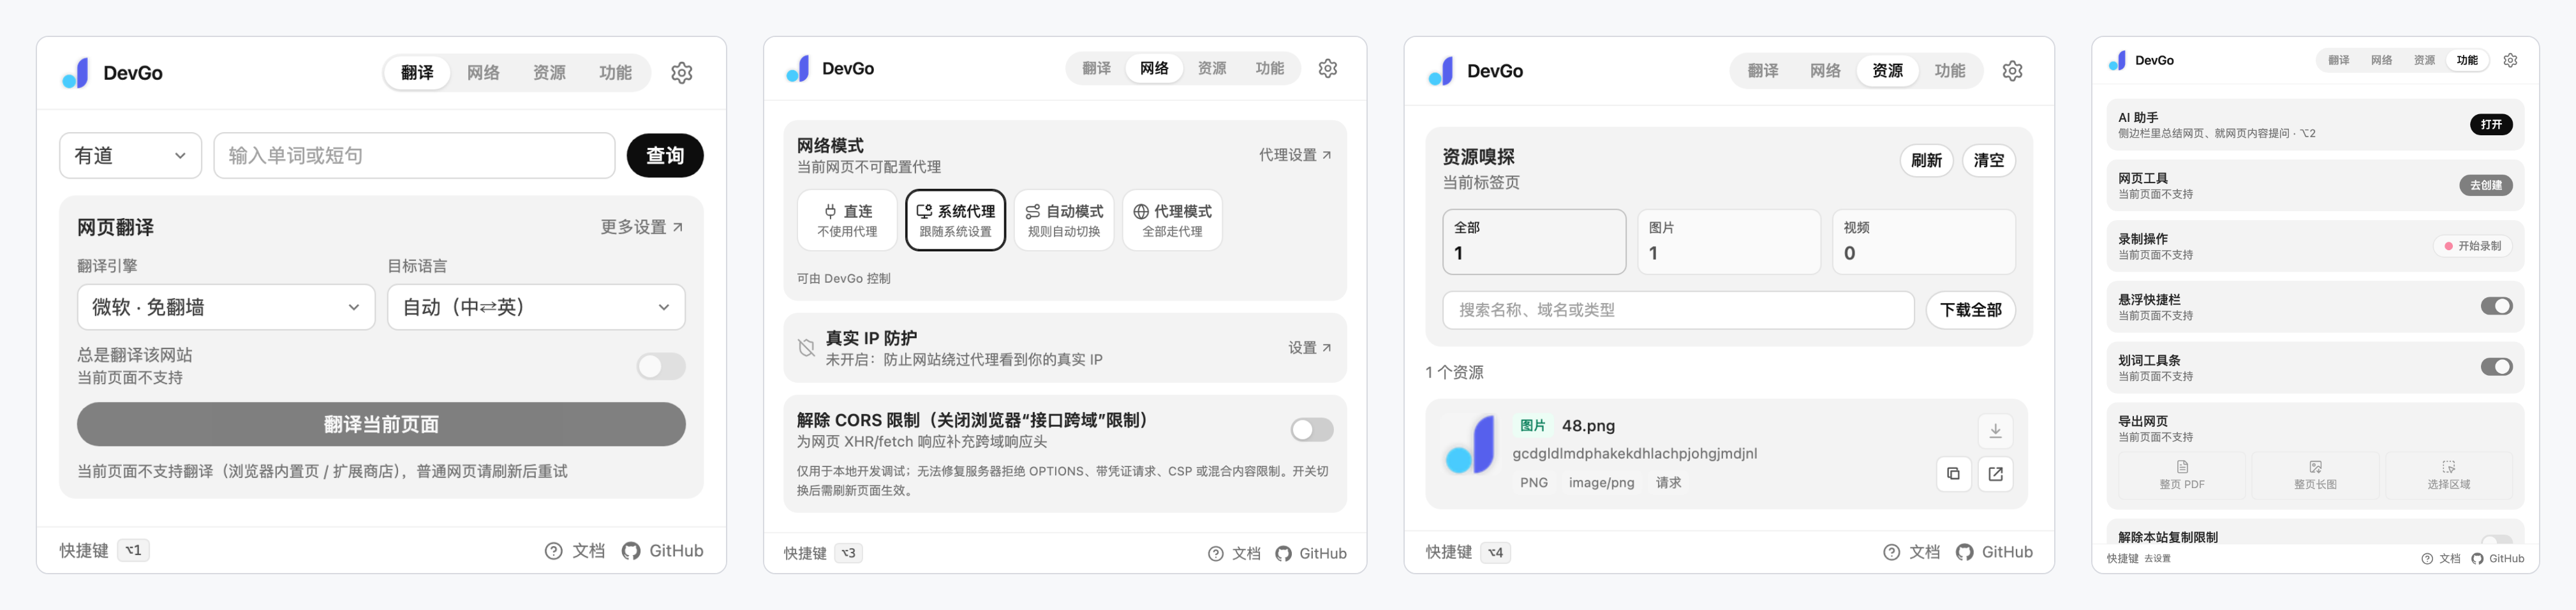 DevGo
翻译 网络 资源 功能
有道 输入单词或短句 查询
网页翻译 更多设置
翻译引擎 目标语言
微软 · 免翻墙 自动（中⇄英）
总是翻译该网站
当前页面不支持
翻译当前页面
当前页面不支持翻译（浏览器内置页 / 扩展商店），普通网页请刷新后重试
快捷键 ⌥1 文档 GitHub
DevGo
翻译 网络 资源 功能
网络模式
当前网页不可配置代理
代理设置
直连 系统代理 自动模式 代理模式
不使用代理 跟随系统设置 规则自动切换 全部走代理
可由 DevGo 控制
真实 IP 防护
未开启：防止网站绕过代理看到你的真实 IP
设置
解除 CORS 限制（关闭浏览器“接口跨域”限制）
为网页 XHR/fetch 响应补充跨域响应头
仅用于本地开发调试；无法修复服务器拒绝 OPTIONS、带凭证请求、CSP 或混合内容限制。开关切
换后需刷新页面生效。
快捷键 ⌥3 文档 GitHub
DevGo
翻译 网络 资源 功能
资源嗅探
当前标签页
刷新 清空
全部 图片 视频
1 1 0
搜索名称、域名或类型 下载全部
1 个资源
图片 48.png
gcdgldlmdphakekdhlachpjohgjmdjnl
PNG image/png 请求
快捷键 ⌥4 文档 GitHub
DevGo
翻译 网络 资源 功能
AI 助手
侧边栏里总结网页、就网页内容提问 · ⌥2
打开
网页工具
当前页面不支持
去创建
录制操作
当前页面不支持
开始录制
悬浮快捷栏
当前页面不支持
划词工具条
当前页面不支持
导出网页
当前页面不支持
整页 PDF 整页长图 选择区域
解除本站复制限制
快捷键 去设置 文档 GitHub